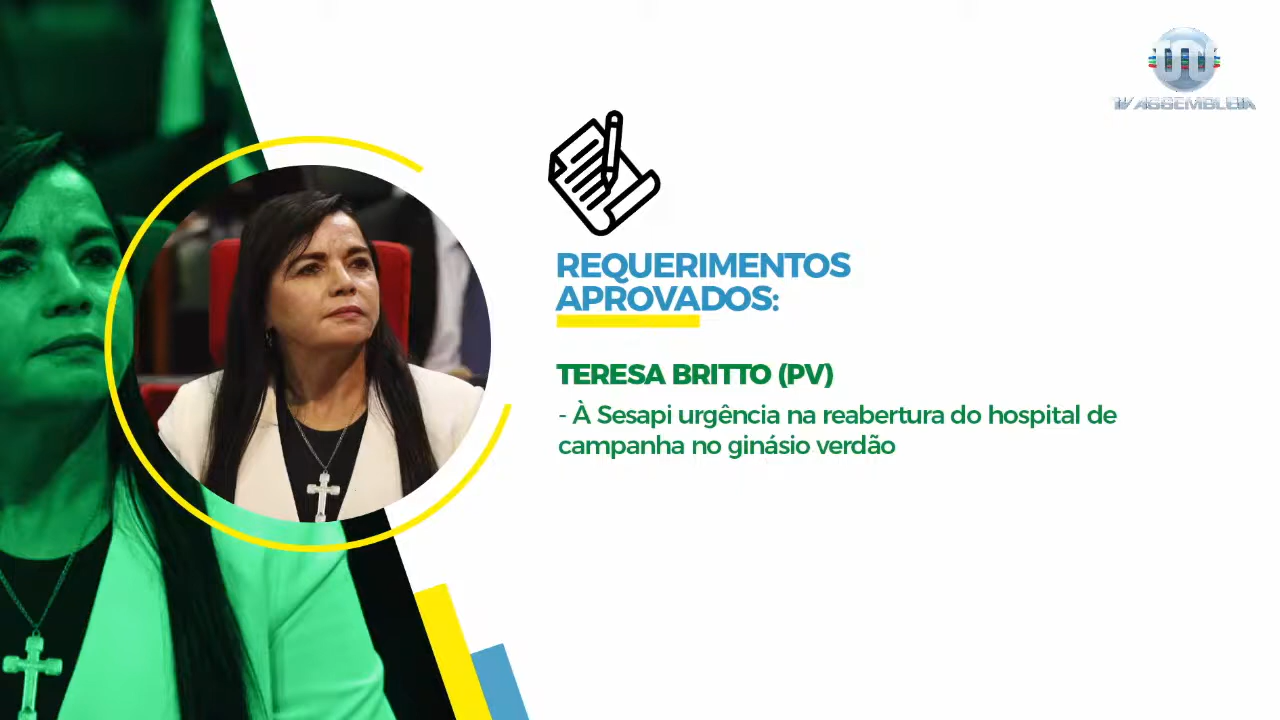 TV ASSEMBLEIA
REQUERIMENTOS
APROVADOS:
TERESA BRITTO (PV)
- À Sesapi urgência na reabertura do hospital de
campanha no ginásio verdão